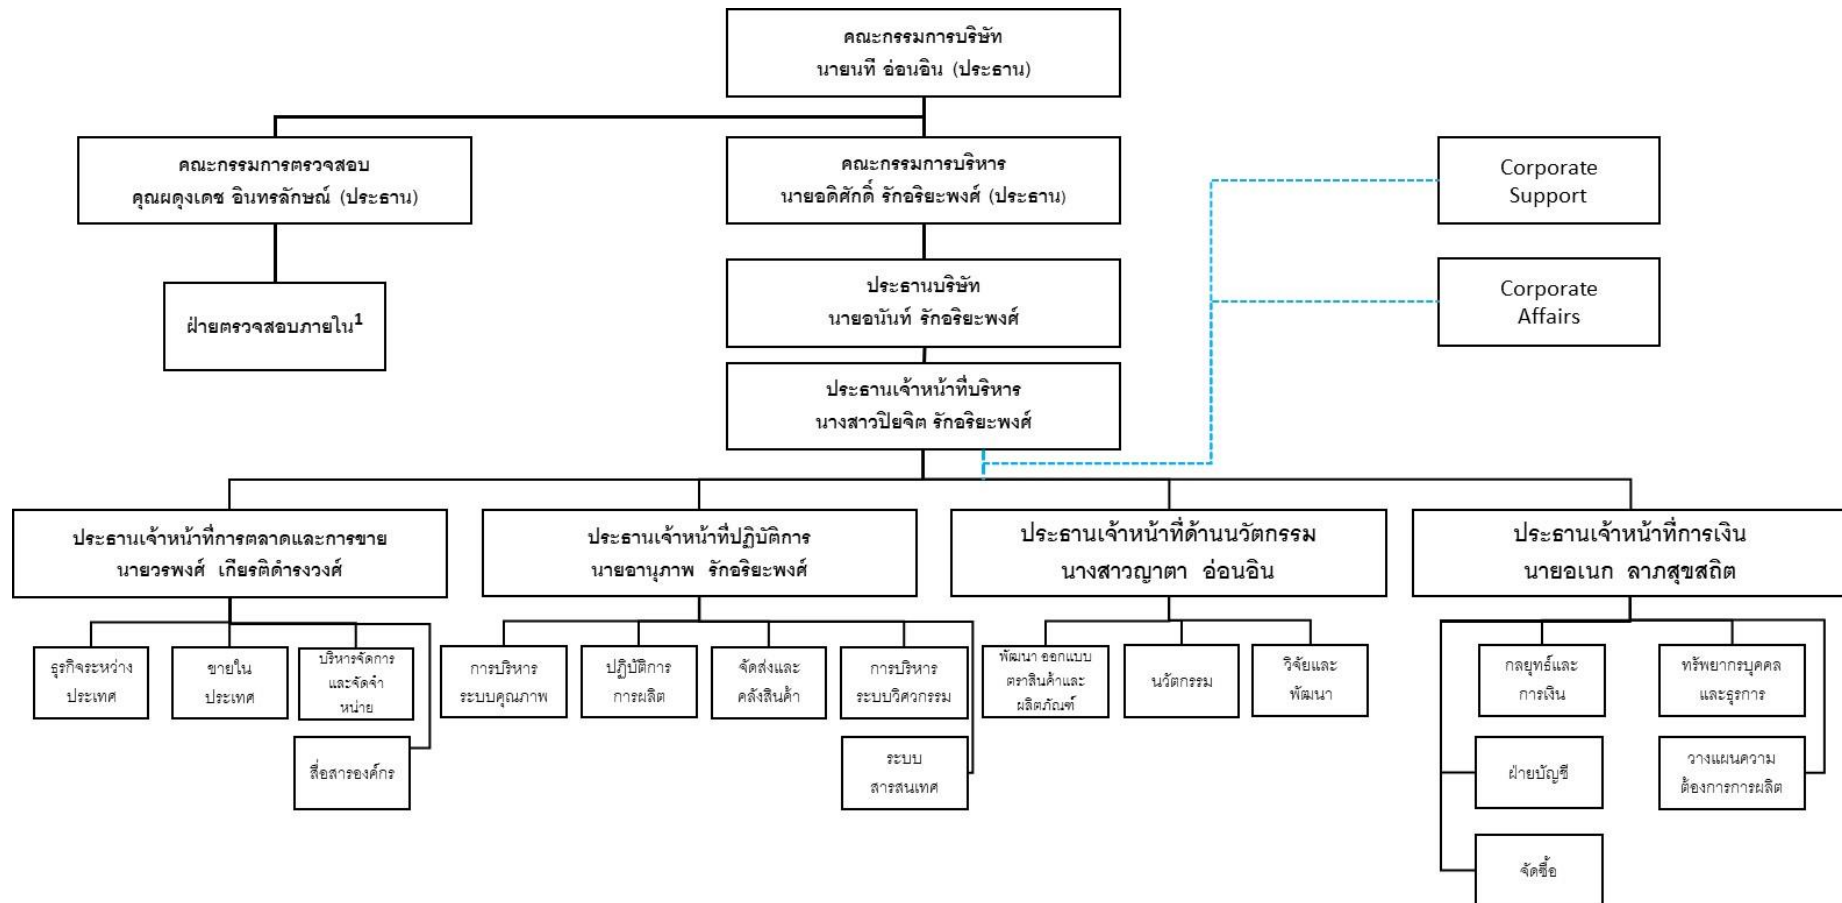 คณะกรรมการบริษัท
นายนที อ่อนอิน (ประธาน)
คณะกรรมการตรวจสอบ
คุณผดุงเดช อินทรลักษณ์ (ประธาน)
คณะกรรมการบริหาร
นายอดิศักดิ์ รักอริยะพงศ์ (ประธาน)
Corporate
Support
ฝ่ายตรวจสอบภายใน1
ประธานบริษัท
นายอนันท์ รักอริยะพงศ์
Corporate
Affairs
ประธานเจ้าหน้าที่บริหาร
นางสาวปิยจิต รักอริยะพงศ์
ประธานเจ้าหน้าที่การตลาดและการขาย
นายวรพงศ์ เกียรติดำรงวงศ์
ประธานเจ้าหน้าที่ปฏิบัติการ
นายอานุภาพ รักอริยะพงศ์
ประธานเจ้าหน้าที่ด้านนวัตกรรม
นางสาวญาตา อ่อนอิน
ประธานเจ้าหน้าที่การเงิน
นายอเนก ลาภสุขสถิต
ธุรกิจระหว่าง
ประเทศ
ขายใน
ประเทศ
บริหารจัดการ
และจัดจำ
หน่าย
สื่อสารองค์กร
การบริหาร
ระบบคุณภาพ
ปฏิบัติการ
การผลิต
จัดส่งและ
คลังสินค้า
การบริหาร
ระบบวิศวกรรม
ระบบ
สารสนเทศ
พัฒนา ออกแบบ
ตราสินค้าและ
ผลิตภัณฑ์
นวัตกรรม
วิจัยและ
พัฒนา
กลยุทธ์และ
การเงิน
ทรัพยากรบุคคล
และธุรการ
ฝ่ายบัญชี
วางแผนความ
ต้องการการผลิต
จัดซื้อ